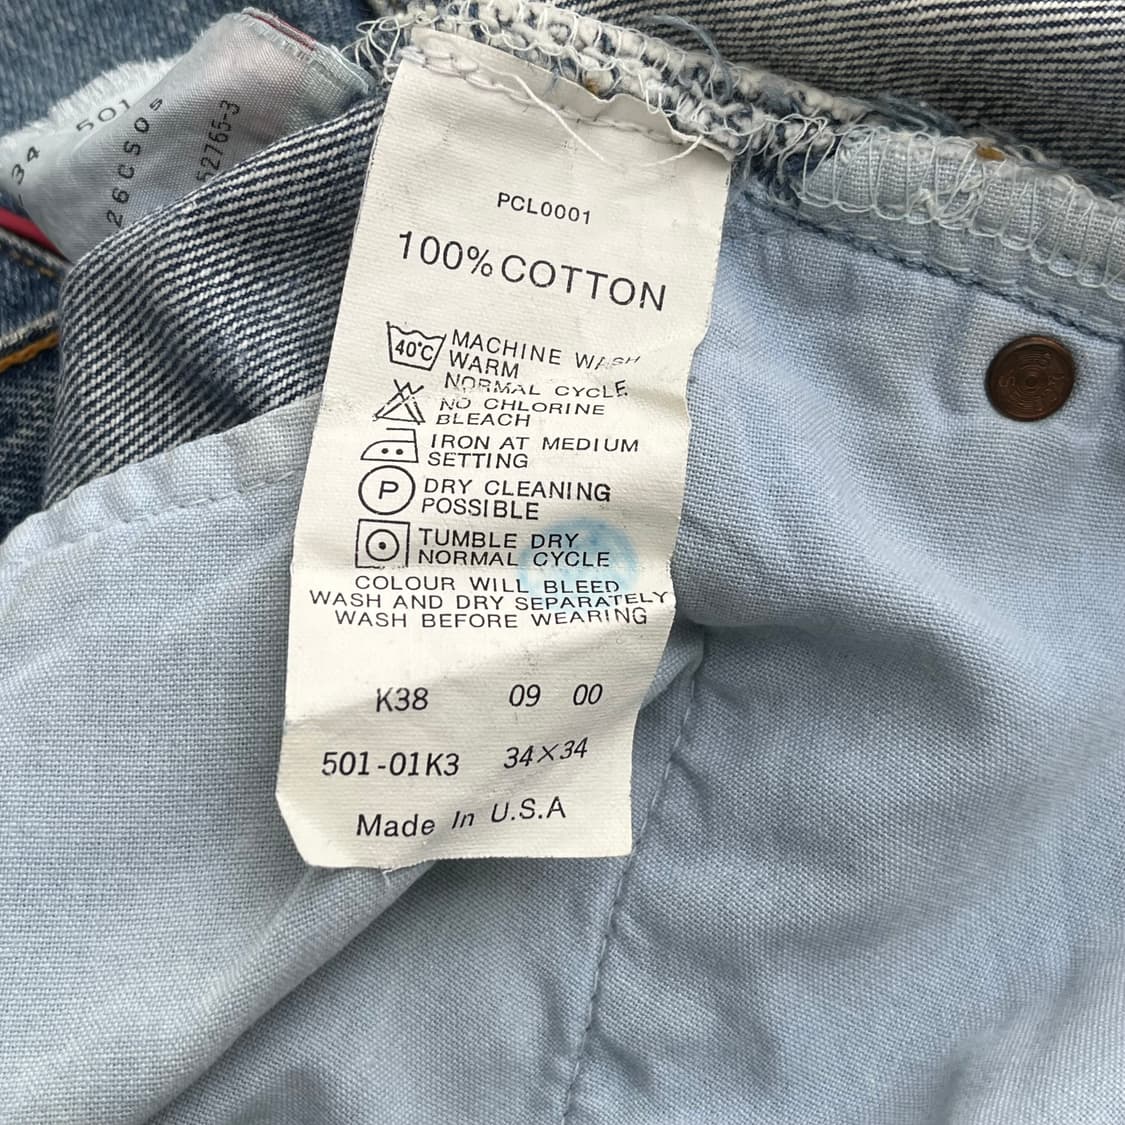 34
501
26CS0s
52765-3
PCL0001
100% COTTON
40°C MACHINE WASH
WARM
NORMAL CYCLE
NO CHLORINE
BLEACH
IRON AT MEDIUM
SETTING
P DRY CLEANING
POSSIBLE
TUMBLE DRY
NORMAL CYCLE
COLOUR WILL BLEED
WASH AND DRY SEPARATELY
WASH BEFORE WEARING
K38 09 00
501-01K3 34×34
Made In U.S.A